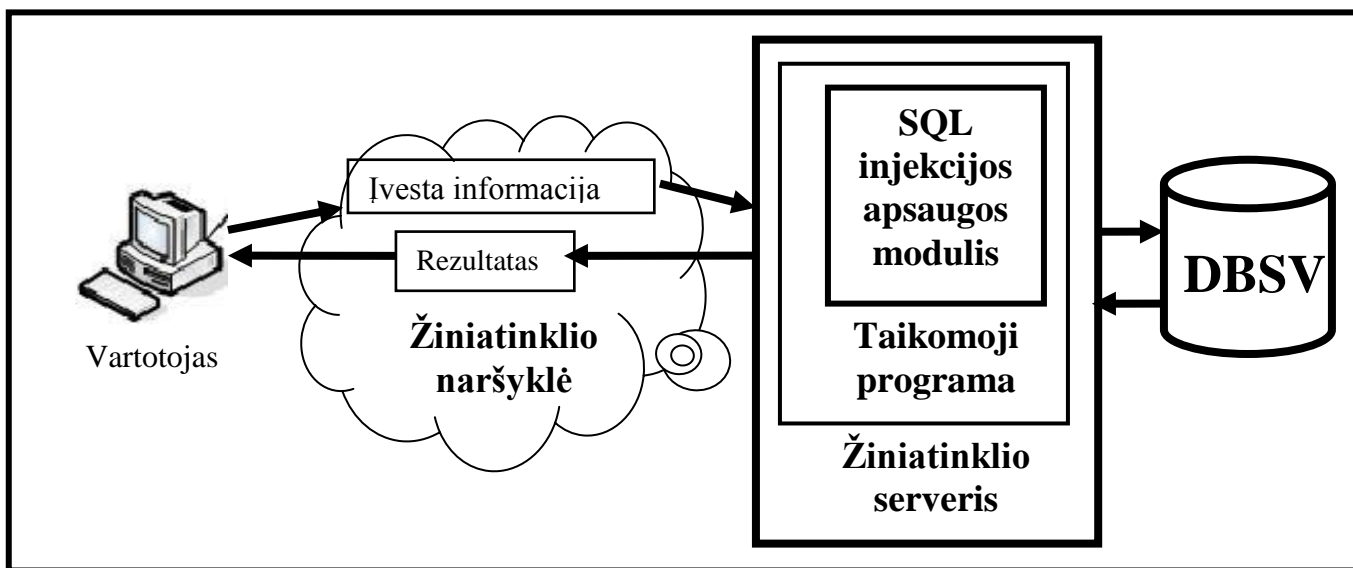 Vartotojas
Įvesta informacija
Rezultatas
Žiniatinklio
naršyklė
SQL
injekcijos
apsaugos
modulis
Taikomoji
programa
Žiniatinklio
serveris
DBSV